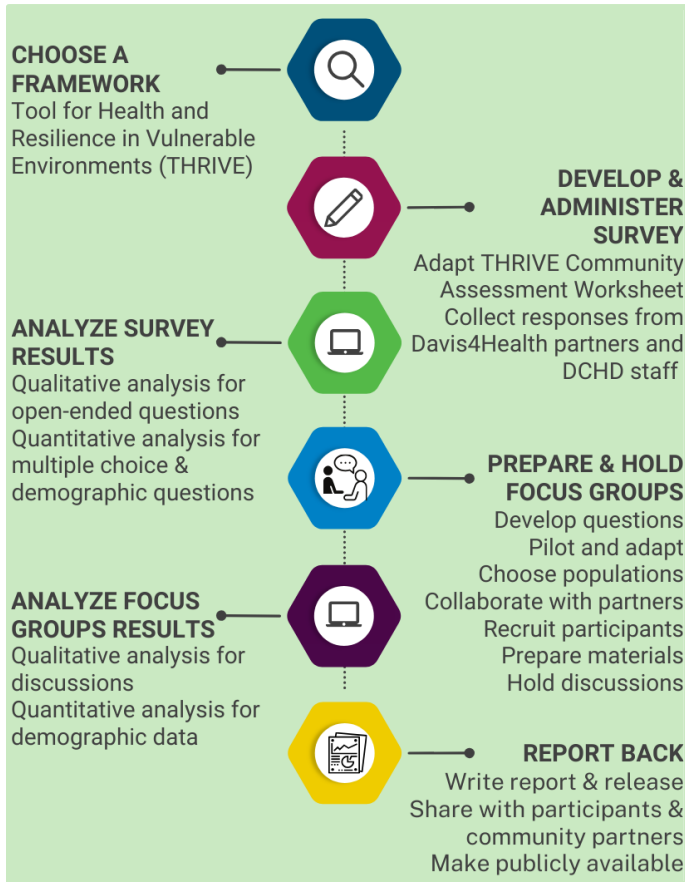 CHOOSE A
FRAMEWORK
Tool for Health and
Resilience in Vulnerable
Environments (THRIVE)
DEVELOP &
ADMINISTER
SURVEY
Adapt THRIVE Community
Assessment Worksheet
Collect responses from
Davis4Health partners and
DCHD staff
ANALYZE SURVEY
RESULTS
Qualitative analysis for
open-ended questions
Quantitative analysis for
multiple choice &
demographic questions
PREPARE & HOLD
FOCUS GROUPS
Develop questions
Pilot and adapt
Choose populations
Collaborate with partners
Recruit participants
Prepare materials
Hold discussions
ANALYZE FOCUS
GROUPS RESULTS
Qualitative analysis for
discussions
Quantitative analysis for
demographic data
REPORT BACK
Write report & release
Share with participants &
community partners
Make publicly available